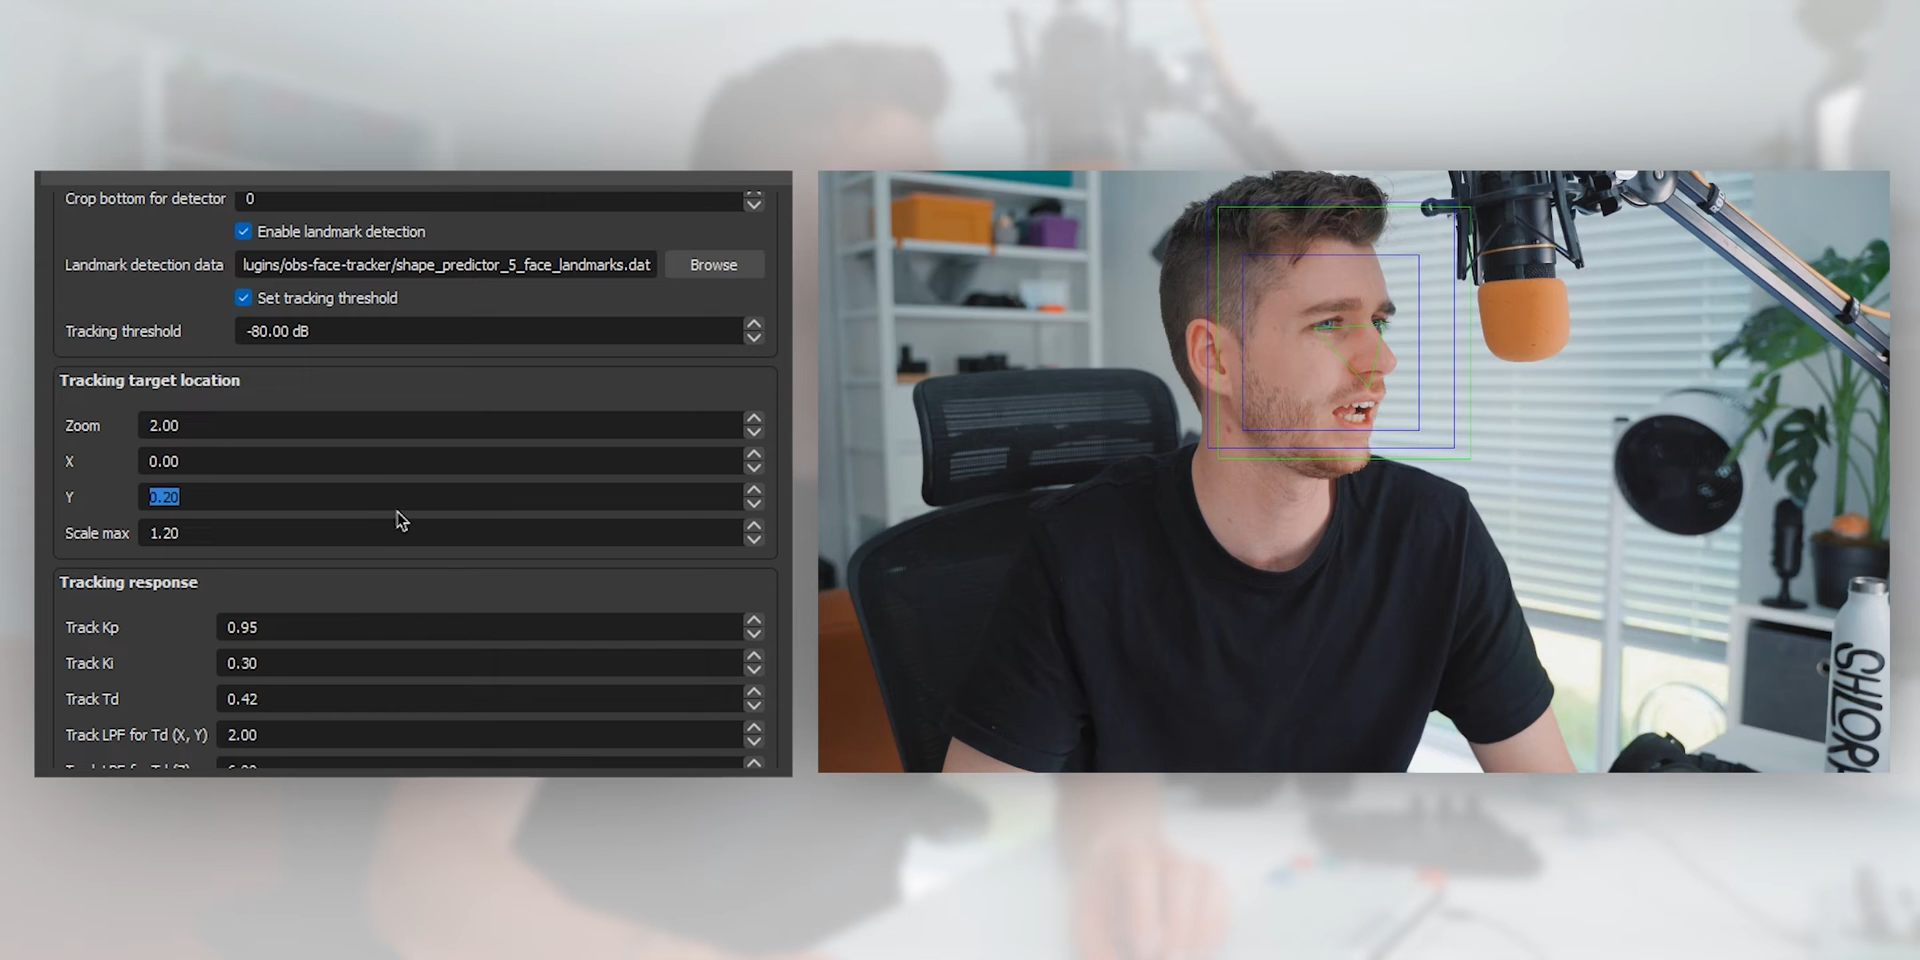 Crop bottom for detector 0
Enable landmark detection
Landmark detection data lugins/obs-face-tracker/shape_predictor_5_face_landmarks.dat Browse
Set tracking threshold
Tracking threshold -80.00 dB
Tracking target location
Zoom 2.00
X 0.00
Y 0.20
Scale max 1.20
Tracking response
Track Kp 0.95
Track Ki 0.30
Track Td 0.42
Track LPF for Td (X, Y) 2.00